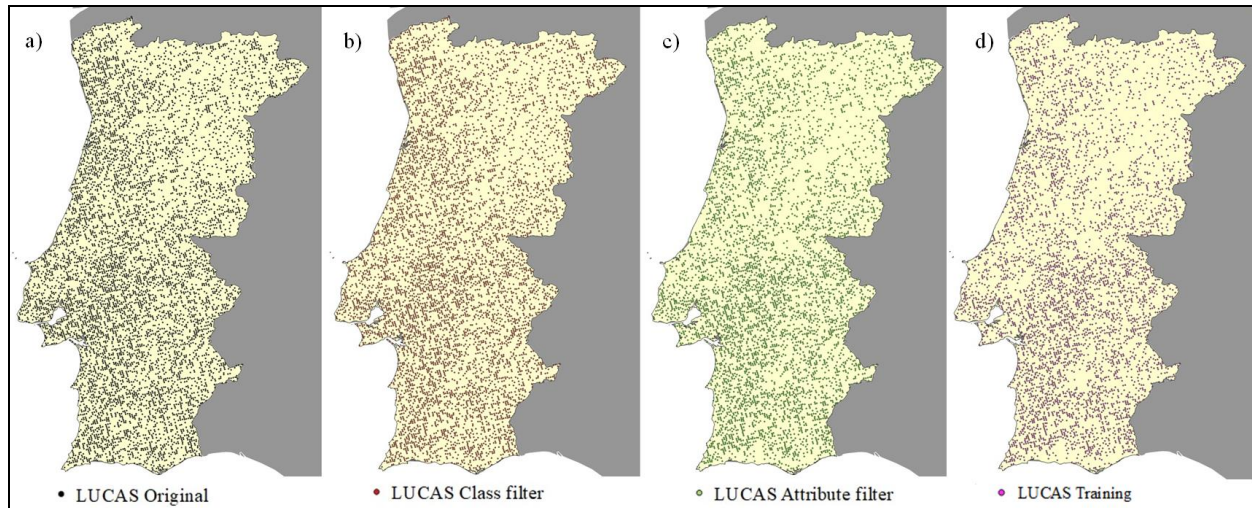 a)
b)
c)
d)
LUCAS Original
LUCAS Class filter
LUCAS Attribute filter
LUCAS Training